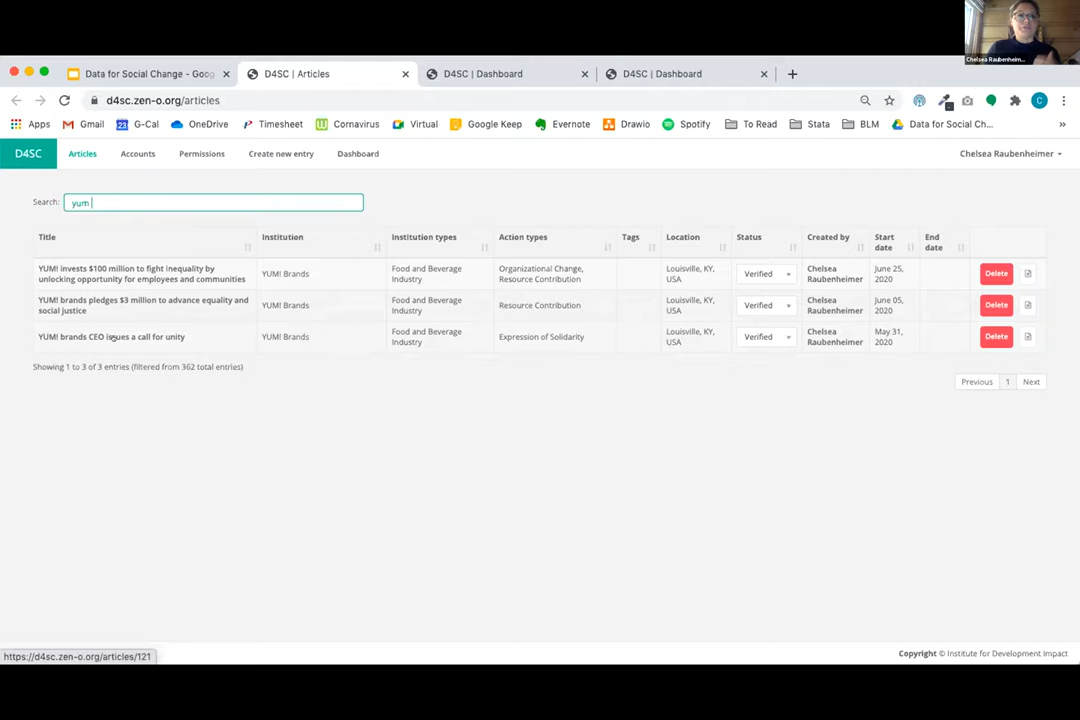 Chelsea Raubenheim...
Data for Social Change - Goog
D4SC | Articles
D4SC | Dashboard
D4SC | Dashboard
d4sc.zen-o.org/articles
Apps
Gmail
G-Cal
OneDrive
Timesheet
Cornavirus
Virtual
Google Keep
Evernote
Drawio
Spotify
To Read
Stata
BLM
Data for Social Ch...
D4SC
Articles
Accounts
Permissions
Create new entry
Dashboard
Chelsea Raubenheimer
Search: yum
Title
Institution
Institution types
Action types
Tags
Location
Status
Created by
Start
date
End
date
YUM! invests $100 million to fight inequality by
unlocking opportunity for employees and communities
YUM! Brands
Food and Beverage
Industry
Organizational Change,
Resource Contribution
Louisville, KY,
USA
Verified
Chelsea
Raubenheimer
June 25,
2020
Delete
YUM! brands pledges $3 million to advance equality and
social justice
YUM! Brands
Food and Beverage
Industry
Resource Contribution
Louisville, KY,
USA
Verified
Chelsea
Raubenheimer
June 05,
2020
Delete
YUM! brands CEO issues a call for unity
YUM! Brands
Food and Beverage
Industry
Expression of Solidarity
Louisville, KY,
USA
Verified
Chelsea
Raubenheimer
May 31,
2020
Delete
Showing 1 to 3 of 3 entries (filtered from 362 total entries)
Previous
1
Next
Copyright © Institute for Development Impact
https://d4sc.zen-o.org/articles/121